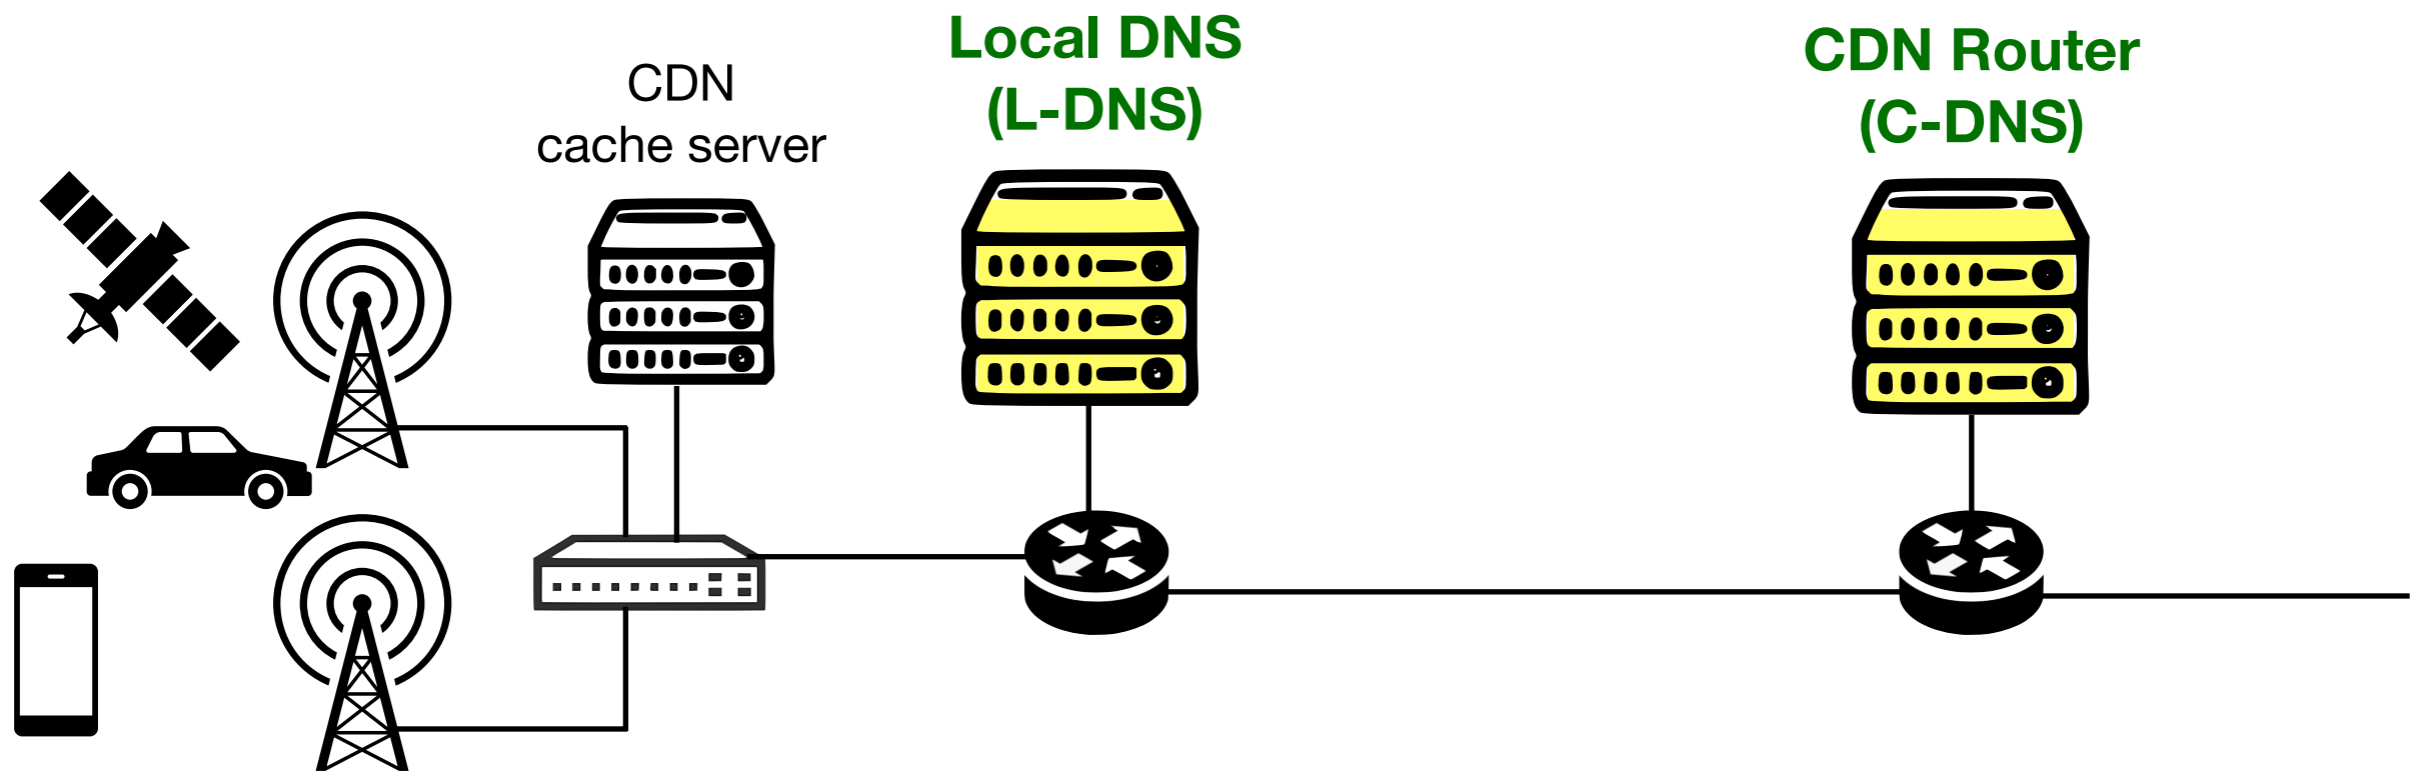 CDN
cache server
Local DNS
(L-DNS)
CDN Router
(C-DNS)